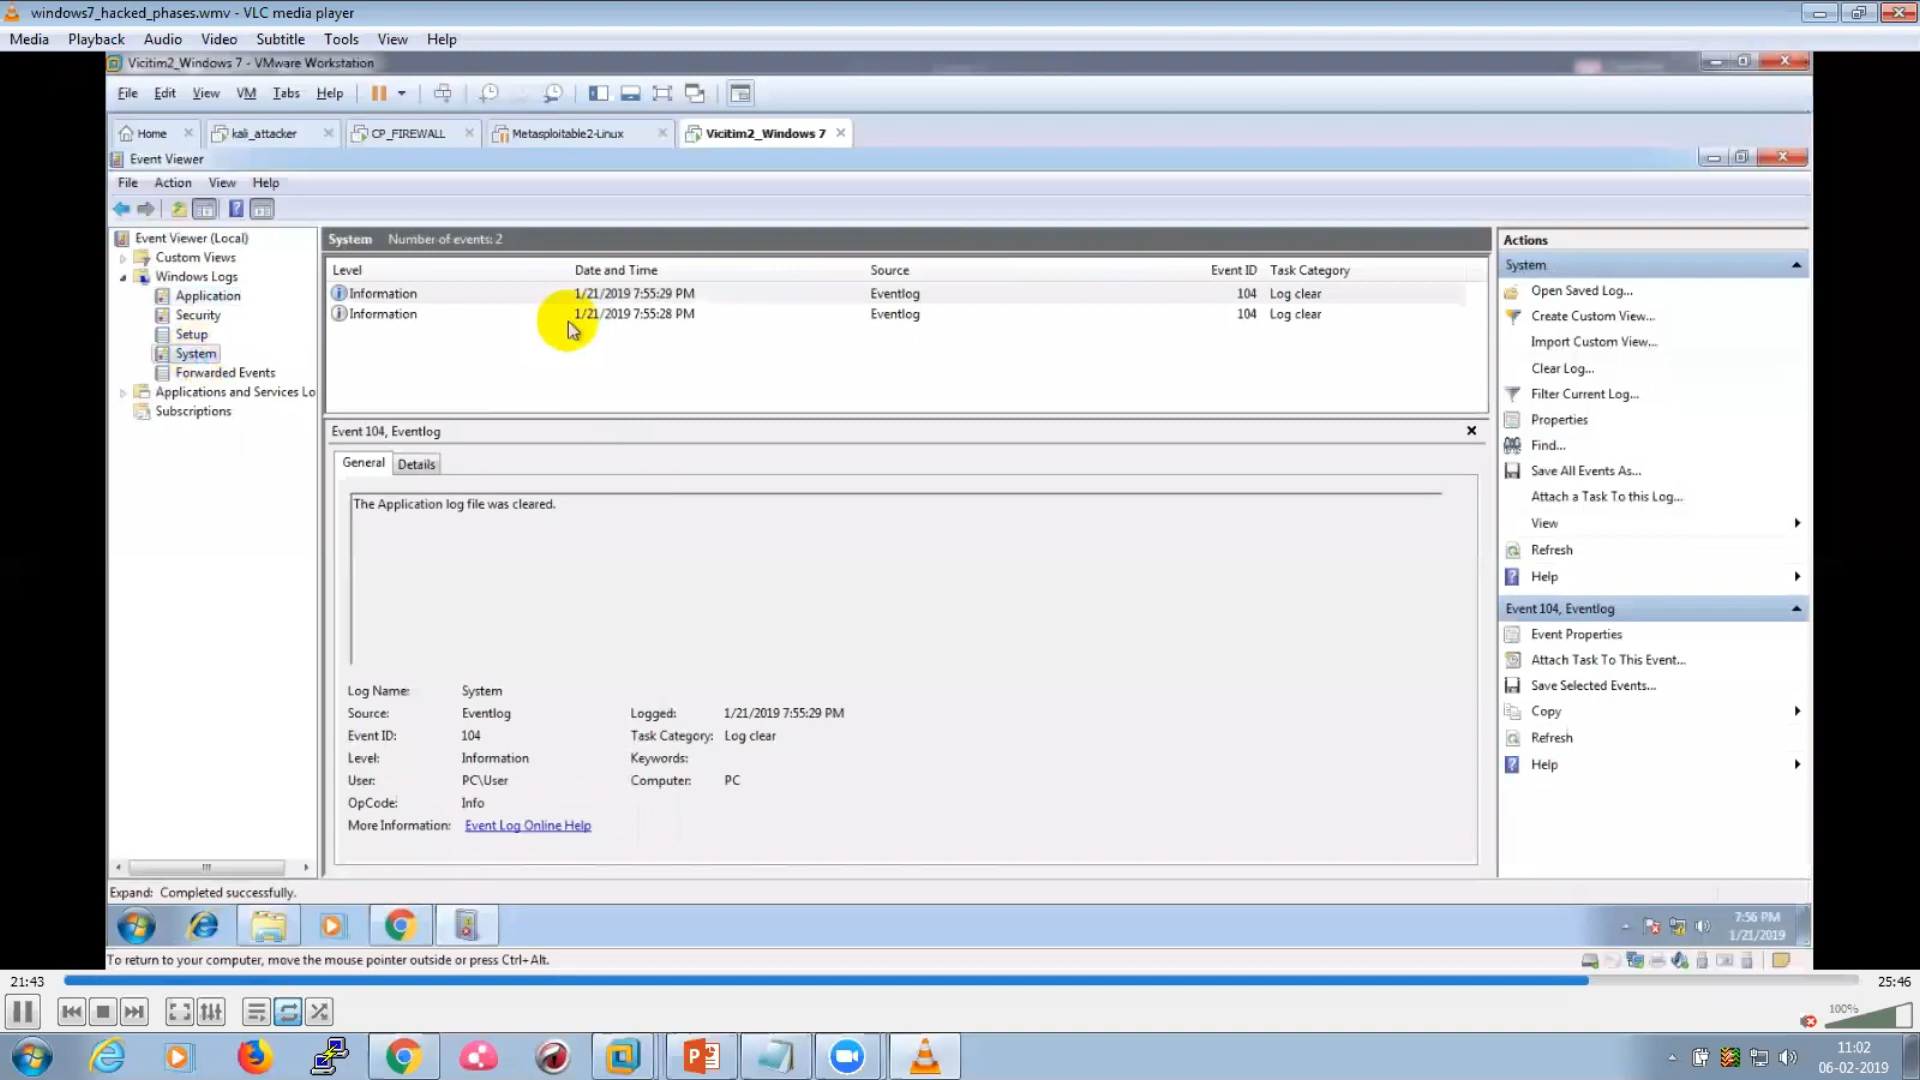 windows7_hacked_phases.wmv - VLC media player
Media Playback Audio Video Subtitle Tools View Help
Vicitim2_Windows 7 - VMware Workstation
File Edit View VM Tabs Help
Home kali_attacker CP_FIREWALL Metasploitable2-Linux Vicitim2_Windows 7
Event Viewer
File Action View Help
Event Viewer (Local)
Custom Views
Windows Logs
Application
Security
Setup
System
Forwarded Events
Applications and Services Lo
Subscriptions
System Number of events: 2
Level Date and Time Source Event ID Task Category
Information 1/21/2019 7:55:29 PM Eventlog 104 Log clear
Information 1/21/2019 7:55:28 PM Eventlog 104 Log clear
Event 104, Eventlog
General Details
The Application log file was cleared.
Log Name: System
Source: Eventlog Logged: 1/21/2019 7:55:29 PM
Event ID: 104 Task Category: Log clear
Level: Information Keywords:
User: PC\User Computer: PC
OpCode: Info
More Information: Event Log Online Help
Actions
System
Open Saved Log...
Create Custom View...
Import Custom View...
Clear Log...
Filter Current Log...
Properties
Find...
Save All Events As...
Attach a Task To this Log...
View
Refresh
Help
Event 104, Eventlog
Event Properties
Attach Task To This Event...
Save Selected Events...
Copy
Refresh
Help
Expand: Completed successfully.
7:56 PM
1/21/2019
To return to your computer, move the mouse pointer outside or press Ctrl+Alt.
21:43 25:46
100%
11:02
06-02-2019